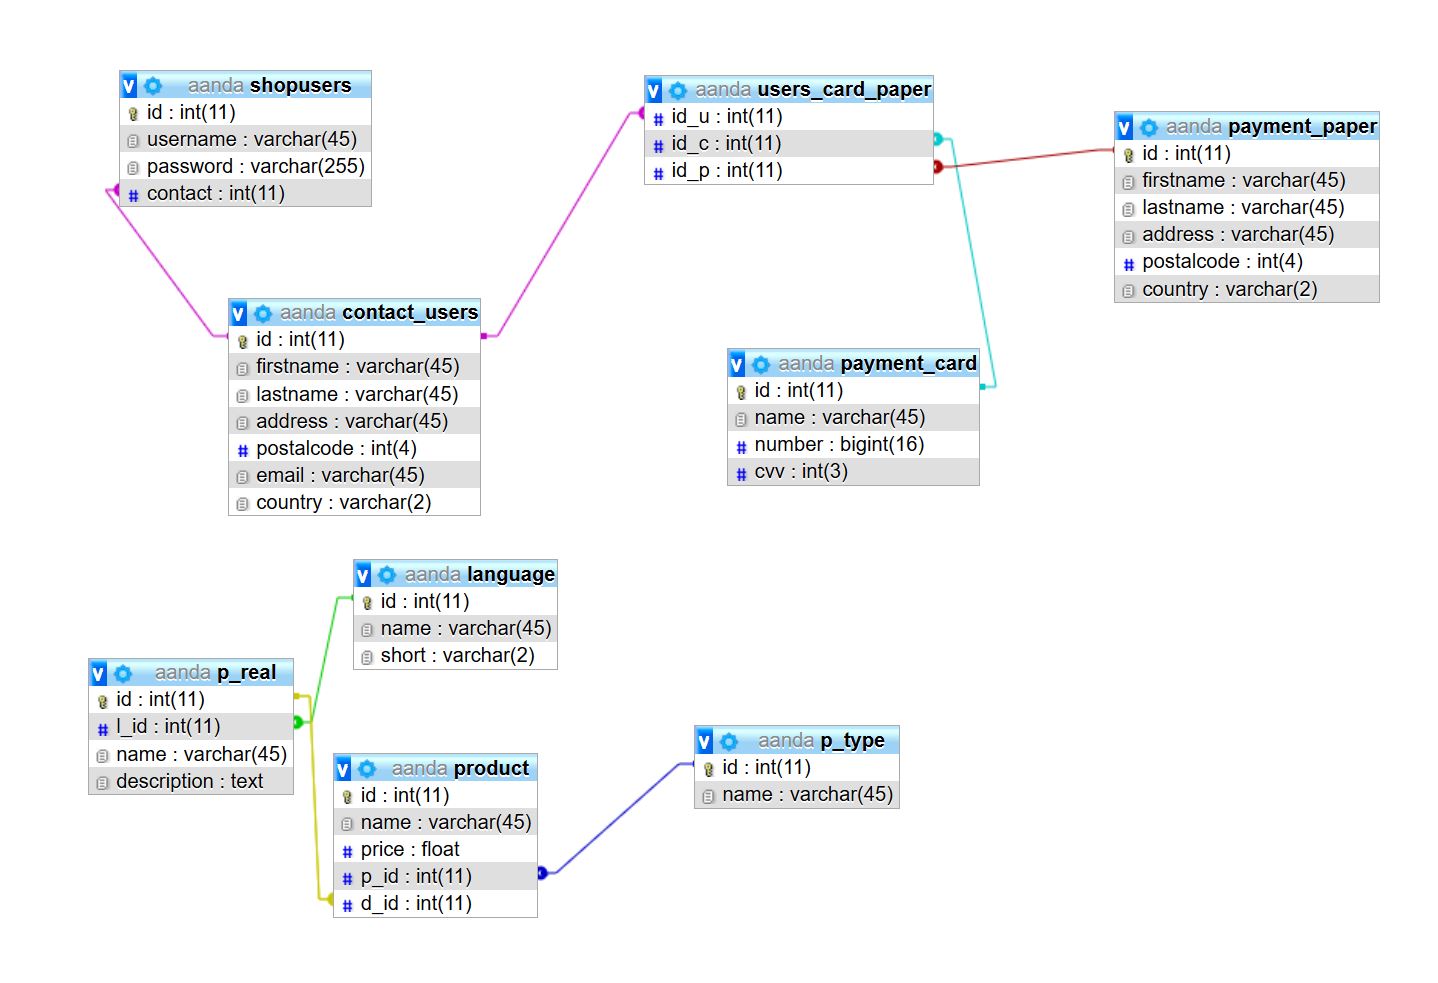 aanda shopusers
id : int(11)
username : varchar(45)
password : varchar(255)
contact : int(11)
aanda users_card_paper
id_u : int(11)
id_c : int(11)
id_p : int(11)
aanda payment_paper
id : int(11)
firstname : varchar(45)
lastname : varchar(45)
address : varchar(45)
postalcode : int(4)
country : varchar(2)
aanda contact_users
id : int(11)
firstname : varchar(45)
lastname : varchar(45)
address : varchar(45)
postalcode : int(4)
email : varchar(45)
country : varchar(2)
aanda payment_card
id : int(11)
name : varchar(45)
number : bigint(16)
cvv : int(3)
aanda language
id : int(11)
name : varchar(45)
short : varchar(2)
aanda p_real
id : int(11)
l_id : int(11)
name : varchar(45)
description : text
aanda product
id : int(11)
name : varchar(45)
price : float
p_id : int(11)
d_id : int(11)
aanda p_type
id : int(11)
name : varchar(45)